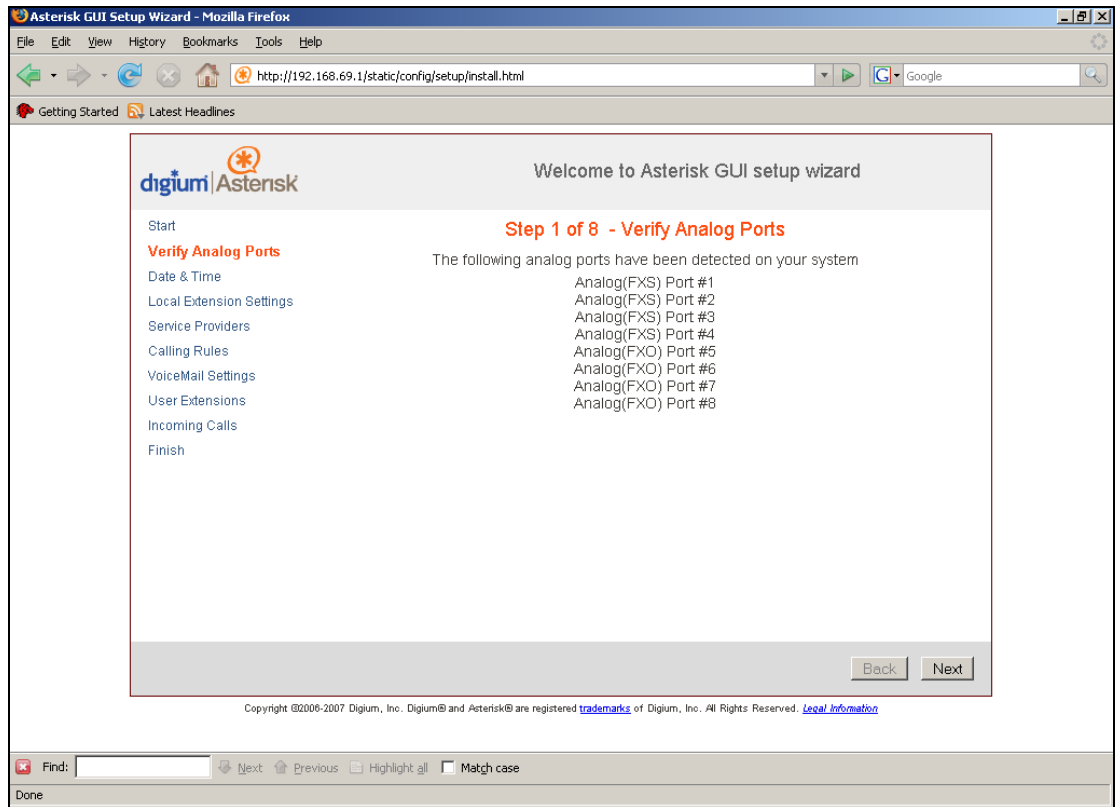 Asterisk GUI Setup Wizard - Mozilla Firefox
File Edit View History Bookmarks Tools Help
http://192.168.69.1/static/config/setup/install.html
G Google
Getting Started Latest Headlines
digium Asterisk
Welcome to Asterisk GUI setup wizard
Start
Verify Analog Ports
Date & Time
Local Extension Settings
Service Providers
Calling Rules
VoiceMail Settings
User Extensions
Incoming Calls
Finish
Step 1 of 8 - Verify Analog Ports
The following analog ports have been detected on your system
Analog(FXS) Port #1
Analog(FXS) Port #2
Analog(FXS) Port #3
Analog(FXS) Port #4
Analog(FXO) Port #5
Analog(FXO) Port #6
Analog(FXO) Port #7
Analog(FXO) Port #8
Back Next
Copyright ©2006-2007 Digium, Inc. Digium® and Asterisk® are registered trademarks of Digium, Inc. All Rights Reserved. Legal Information
Find: Next Previous Highlight all Match case
Done